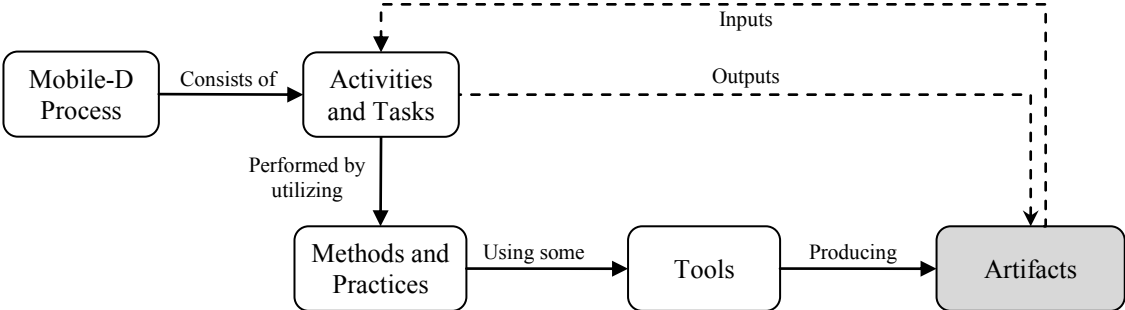 Inputs
Mobile-D
Process
Consists of
Activities
and Tasks
Outputs
Performed by
utilizing
Methods and
Practices
Using some
Tools
Producing
Artifacts